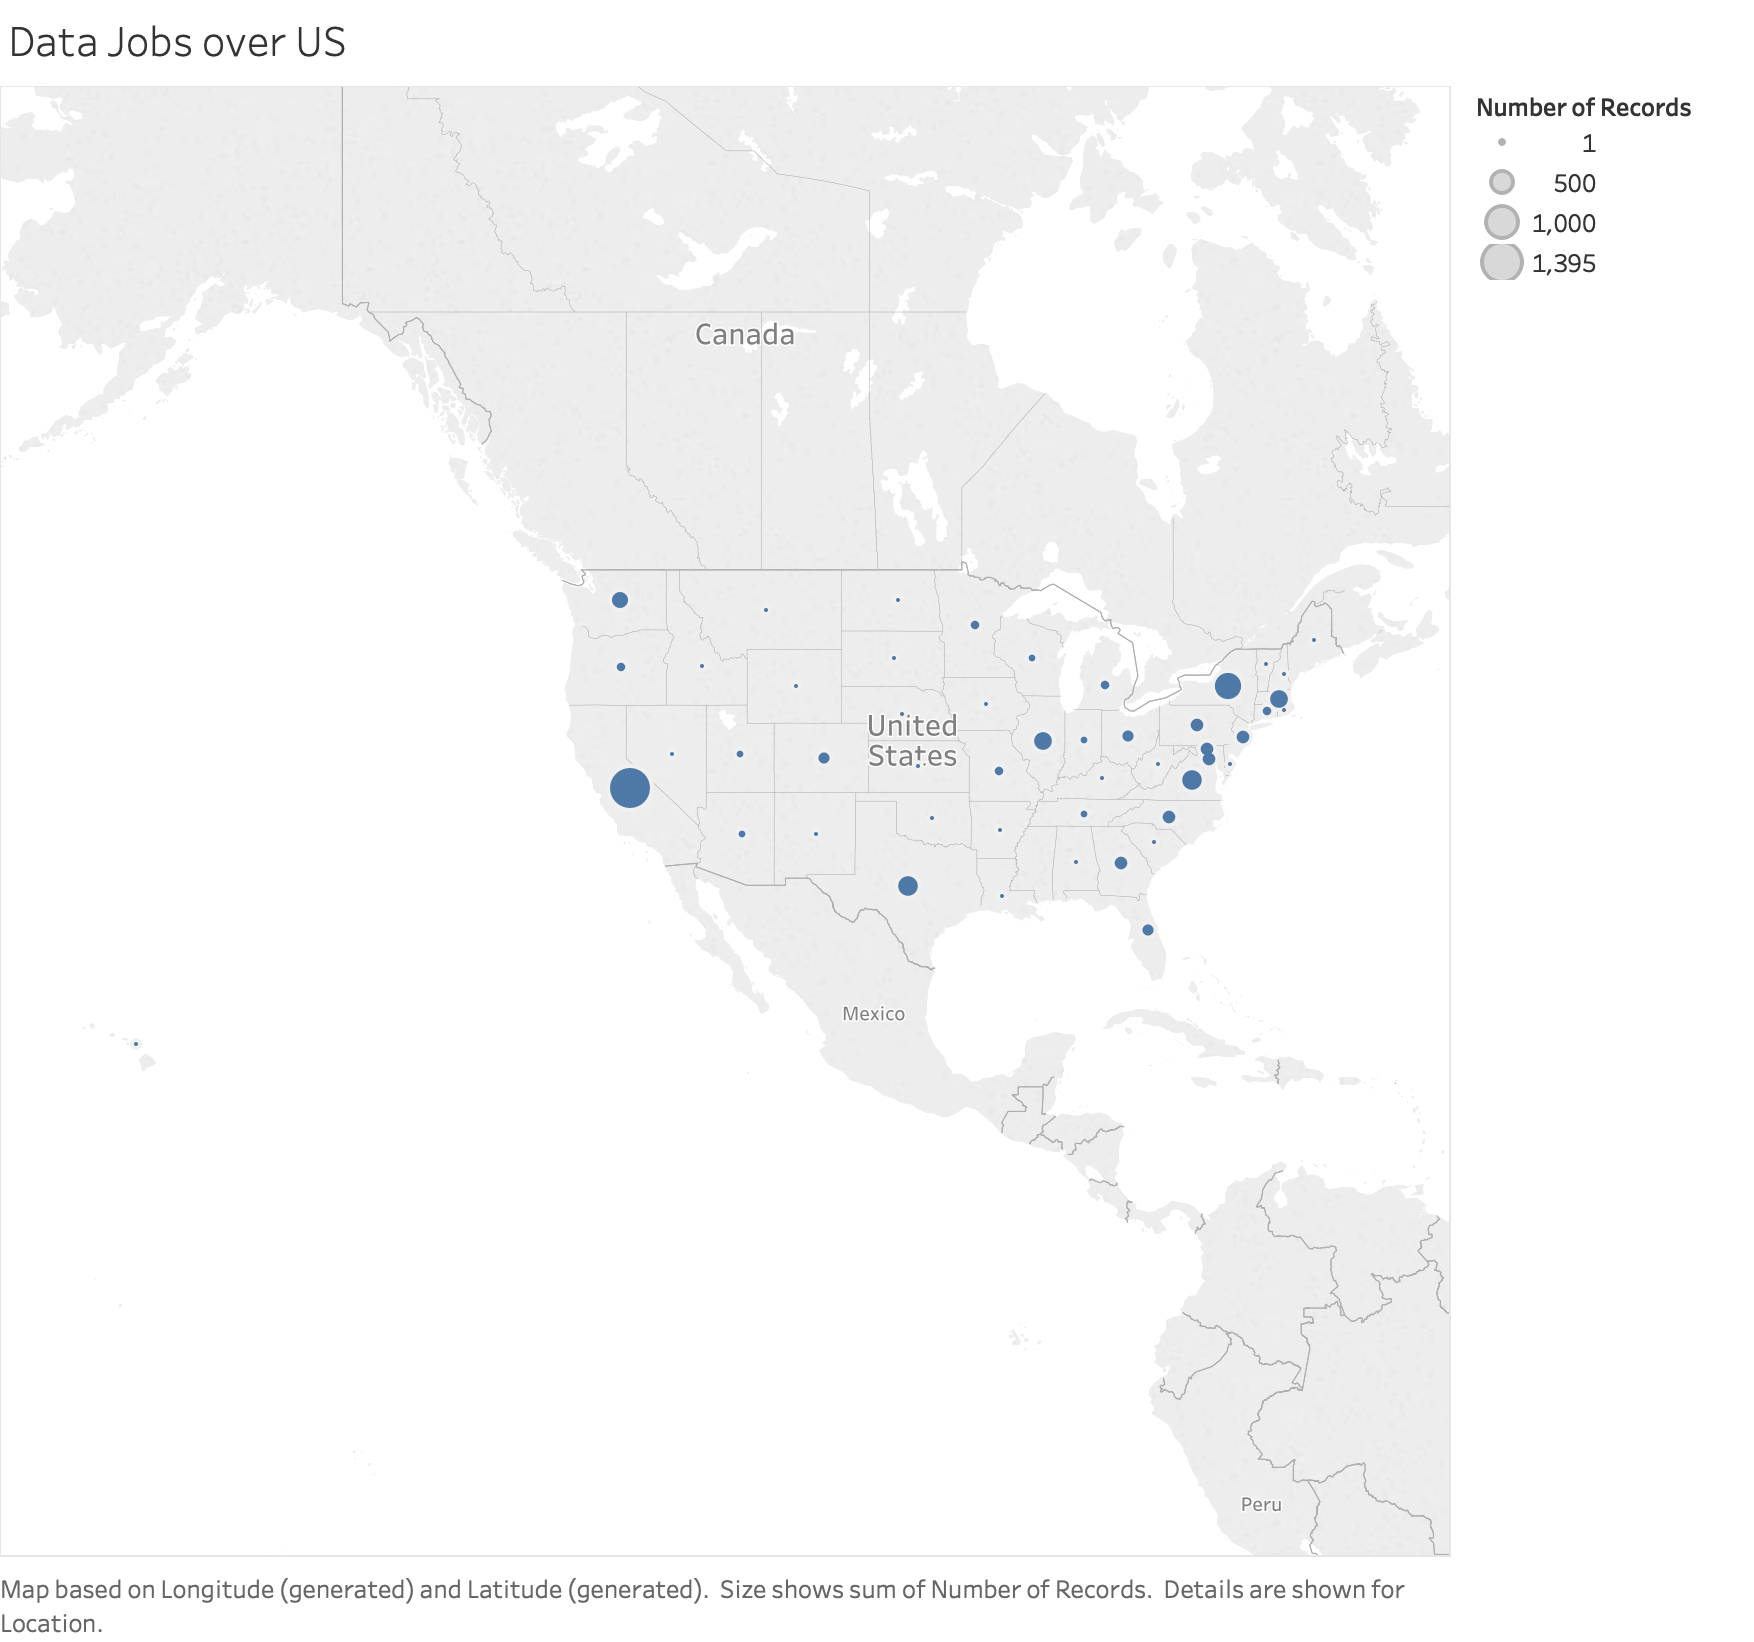 Data Jobs over US
Number of Records
1
500
1,000
1,395
Canada
United
States
Mexico
Peru
Map based on Longitude (generated) and Latitude (generated).  Size shows sum of Number of Records.  Details are shown for
Location.